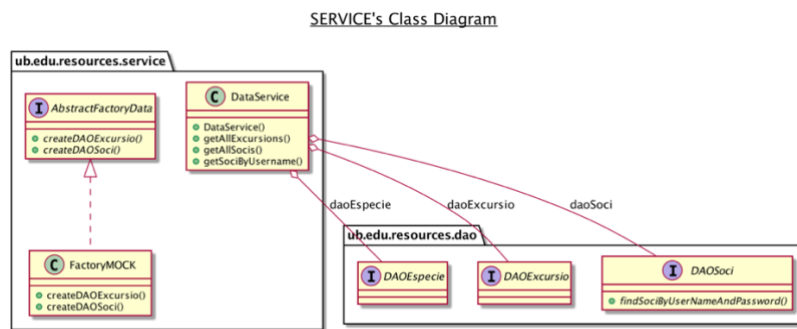 SERVICE's Class Diagram
ub.edu.resources.service
I AbstractFactoryData
createDAOExcursio()
createDAOSoci()
C DataService
DataService()
getAllExcursions()
getAllSocis()
getSociByUsername()
daoEspecie
daoExcursio
daoSoci
C FactoryMOCK
createDAOExcursio()
createDAOSoci()
ub.edu.resources.dao
I DAOEspecie
I DAOExcursio
I DAOSoci
findSociByUserNameAndPassword()